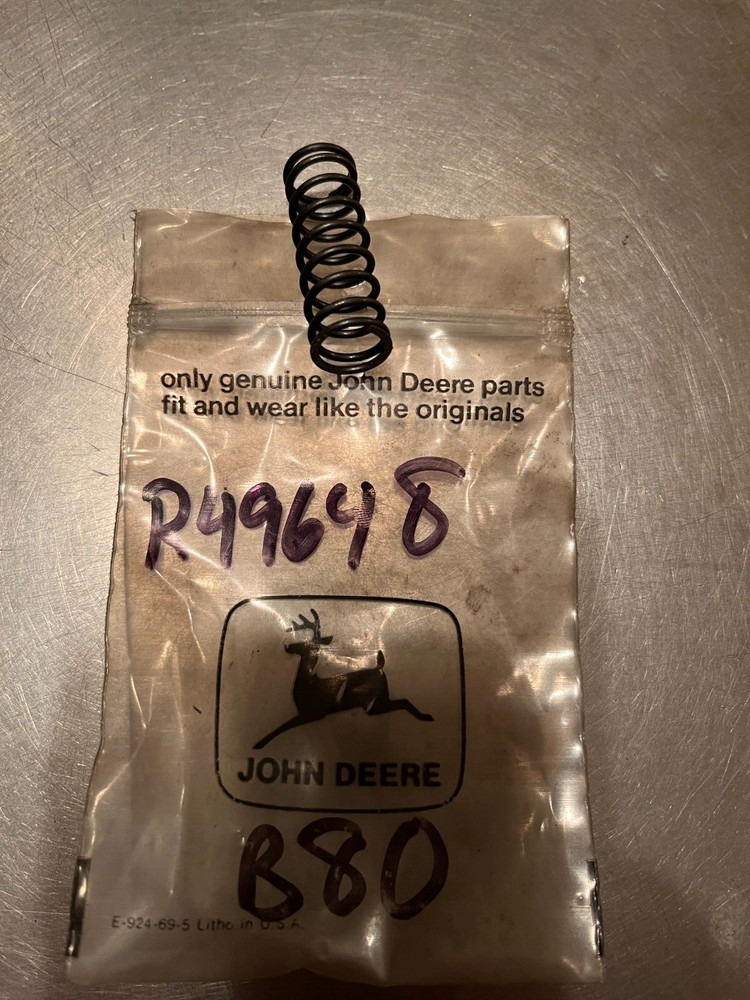 only genuine John Deere parts
fit and wear like the originals
R49648
JOHN DEERE
B80
E-924-69-5 Litho. in U.S.A.